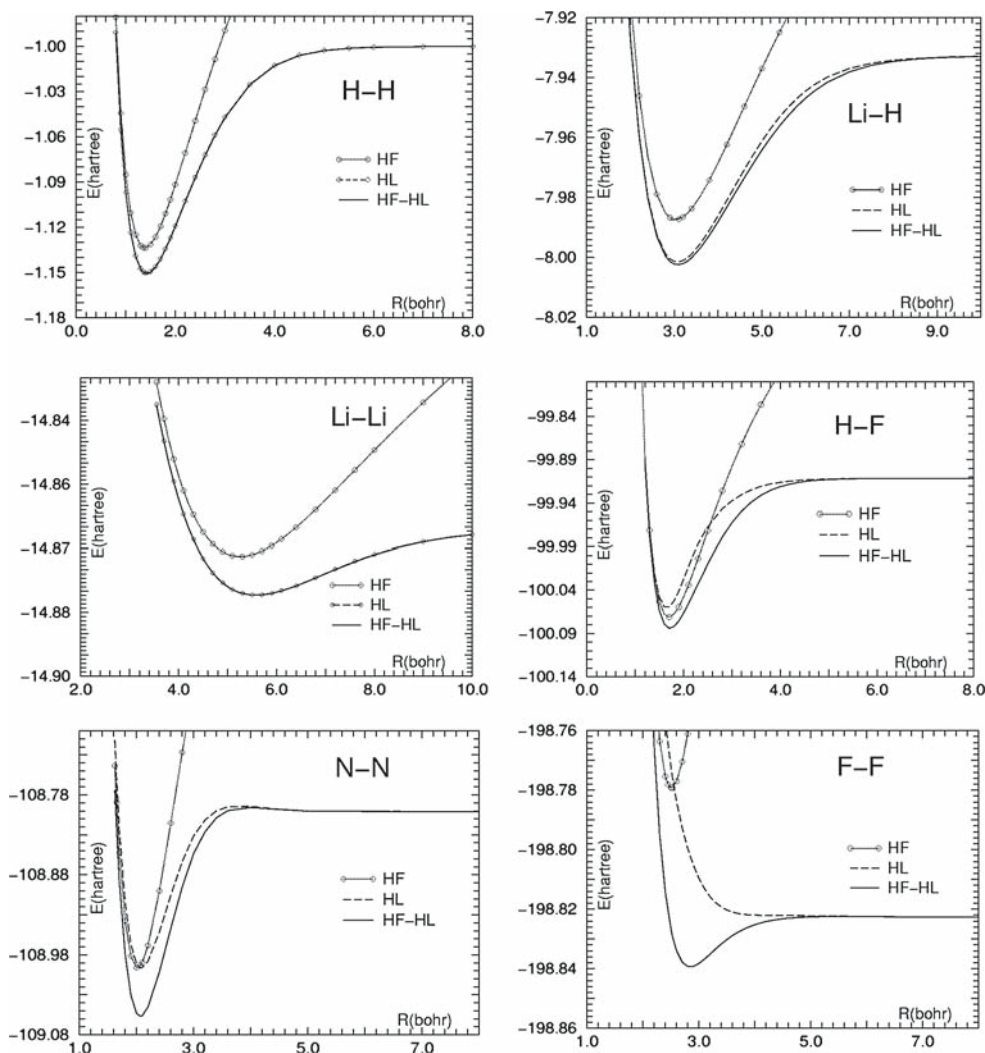 H–H
E(hartree)
−1.00
−1.03
−1.06
−1.09
−1.12
−1.15
−1.18
HF
HL
HF–HL
R(bohr)
0.0 2.0 4.0 6.0 8.0
Li–H
E(hartree)
−7.92
−7.94
−7.96
−7.98
−8.00
−8.02
HF
HL
HF–HL
R(bohr)
1.0 3.0 5.0 7.0 9.0
Li–Li
E(hartree)
−14.84
−14.86
−14.87
−14.88
−14.90
HF
HL
HF–HL
R(bohr)
2.0 4.0 6.0 8.0 10.0
H–F
E(hartree)
−99.84
−99.89
−99.94
−99.99
−100.04
−100.09
−100.14
HF
HL
HF–HL
R(bohr)
0.0 2.0 4.0 6.0 8.0
N–N
E(hartree)
−108.78
−108.88
−108.98
−109.08
HF
HL
HF–HL
R(bohr)
1.0 3.0 5.0 7.0
F–F
E(hartree)
−198.76
−198.78
−198.80
−198.82
−198.84
−198.86
HF
HL
HF–HL
R(bohr)
1.0 3.0 5.0 7.0